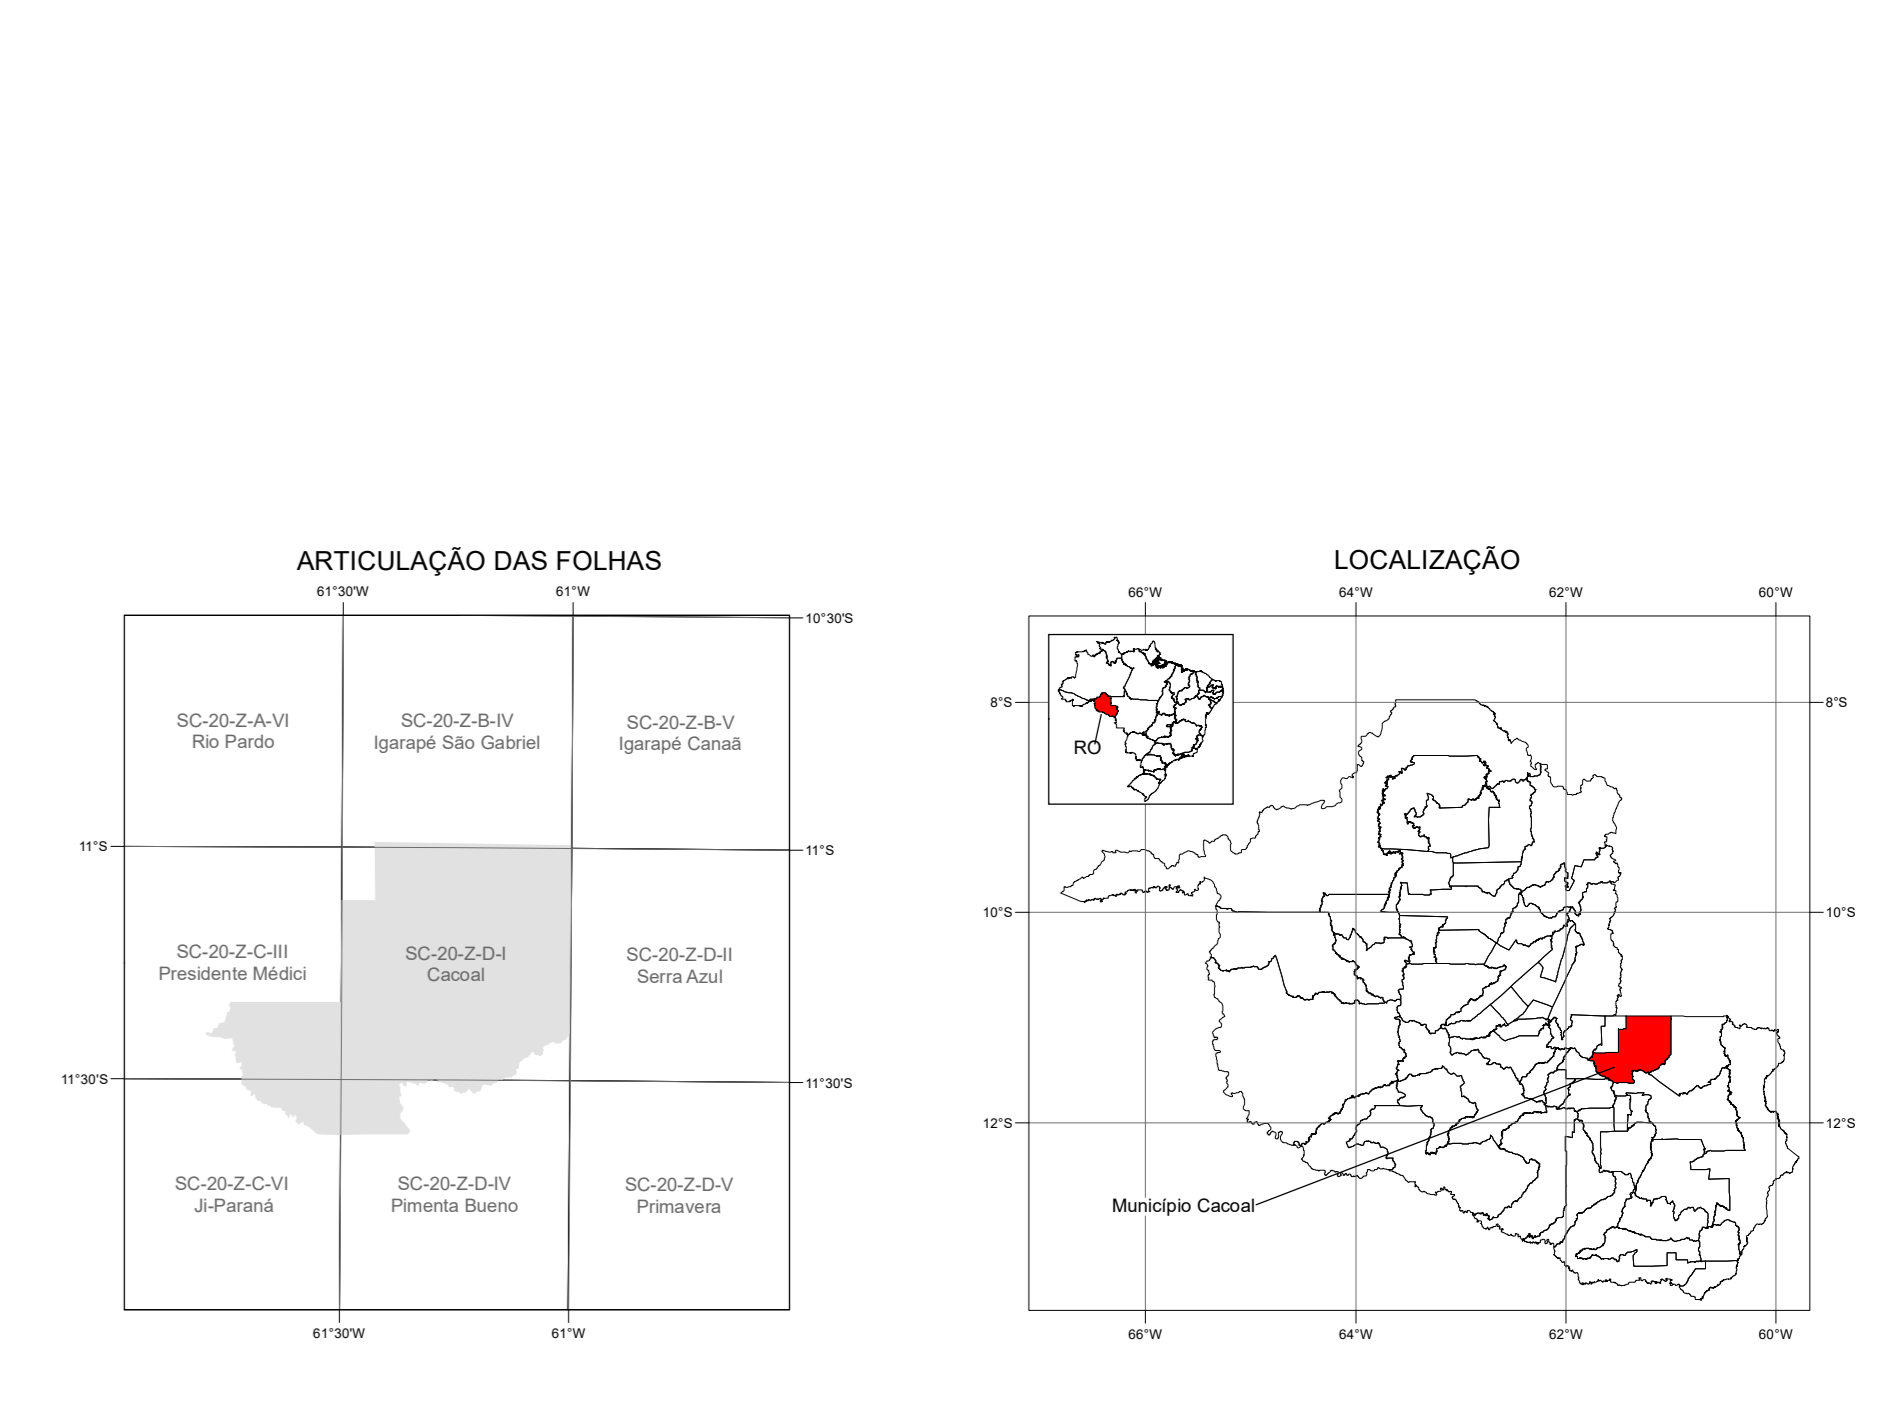 ARTICULAÇÃO DAS FOLHAS
61°30'W
61°W
10°30'S
SC-20-Z-A-VI
Rio Pardo
SC-20-Z-B-IV
Igarapé São Gabriel
SC-20-Z-B-V
Igarapé Canaã
11°S
11°S
SC-20-Z-C-III
Presidente Médici
SC-20-Z-D-I
Cacoal
SC-20-Z-D-II
Serra Azul
11°30'S
11°30'S
SC-20-Z-C-VI
Ji-Paraná
SC-20-Z-D-IV
Pimenta Bueno
SC-20-Z-D-V
Primavera
61°30'W
61°W
LOCALIZAÇÃO
66°W
64°W
62°W
60°W
8°S
8°S
RO
10°S
10°S
12°S
12°S
Município Cacoal
66°W
64°W
62°W
60°W